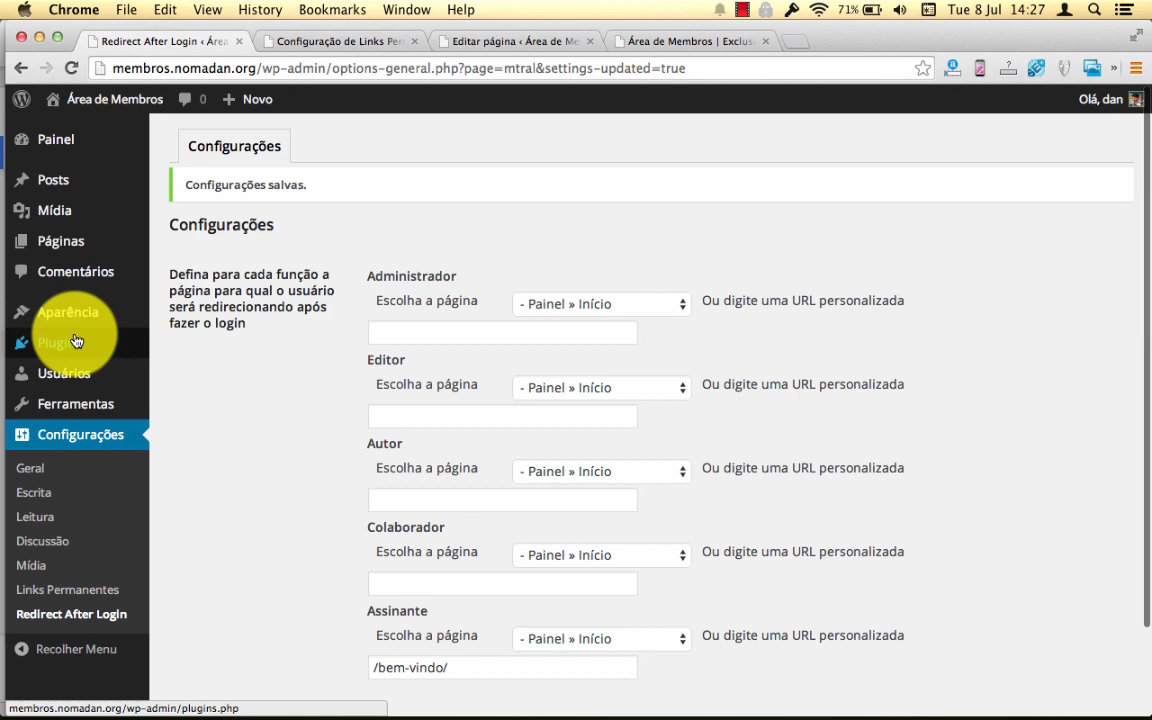 Chrome File Edit View History Bookmarks Window Help 71% Tue 8 Jul 14:27
Redirect After Login ‹ Área × Configuração de Links Per × Editar página ‹ Área de Me × Área de Membros | Exclus ×
membros.nomadan.org/wp-admin/options-general.php?page=mtral&settings-updated=true
Área de Membros 0 + Novo Olá, dan
Painel
Posts
Mídia
Páginas
Comentários
Aparência
Plugin
Usuários
Ferramentas
Configurações
Geral
Escrita
Leitura
Discussão
Mídia
Links Permanentes
Redirect After Login
Recolher Menu
Configurações
Configurações salvas.
Configurações
Defina para cada função a
página para qual o usuário
será redirecionando após
fazer o login
Administrador
Escolha a página - Painel » Início Ou digite uma URL personalizada
Editor
Escolha a página - Painel » Início Ou digite uma URL personalizada
Autor
Escolha a página - Painel » Início Ou digite uma URL personalizada
Colaborador
Escolha a página - Painel » Início Ou digite uma URL personalizada
Assinante
Escolha a página - Painel » Início Ou digite uma URL personalizada
/bem-vindo/
membros.nomadan.org/wp-admin/plugins.php